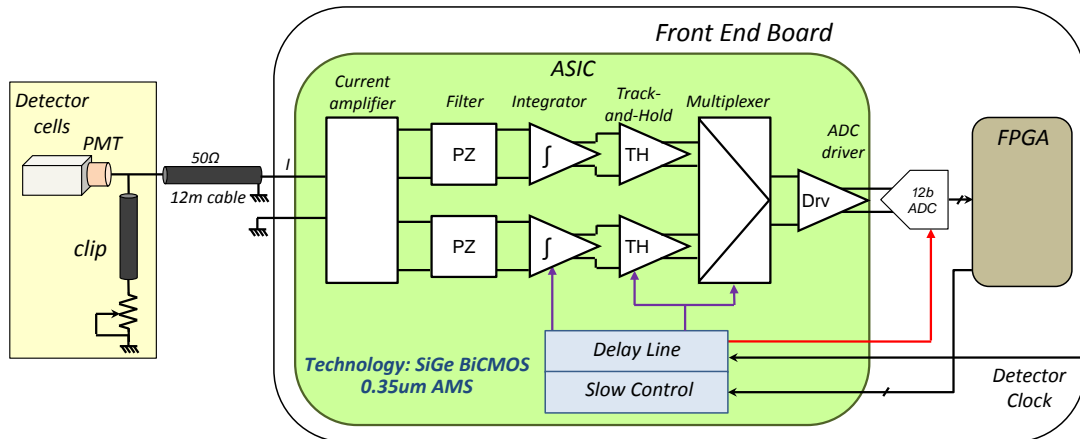 Front End Board
ASIC
Detector
cells
PMT
clip
50Ω
12m cable
I
Current
amplifier
Filter
Integrator
Track-
and-Hold
Multiplexer
ADC
driver
FPGA
PZ
∫
TH
Drv
12b
ADC
PZ
∫
TH
Technology: SiGe BiCMOS
0.35um AMS
Delay Line
Slow Control
Detector
Clock